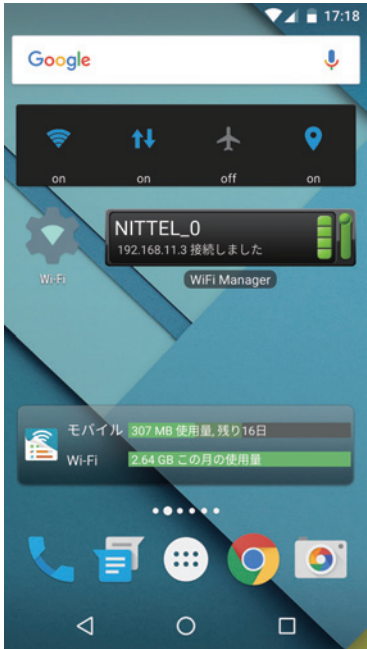 17:18
Google
on on off on
NITTEL_0
192.168.11.3 接続しました
Wi-Fi
WiFi Manager
モバイル 307 MB 使用量, 残り16日
Wi-Fi 2.64 GB この月の使用量